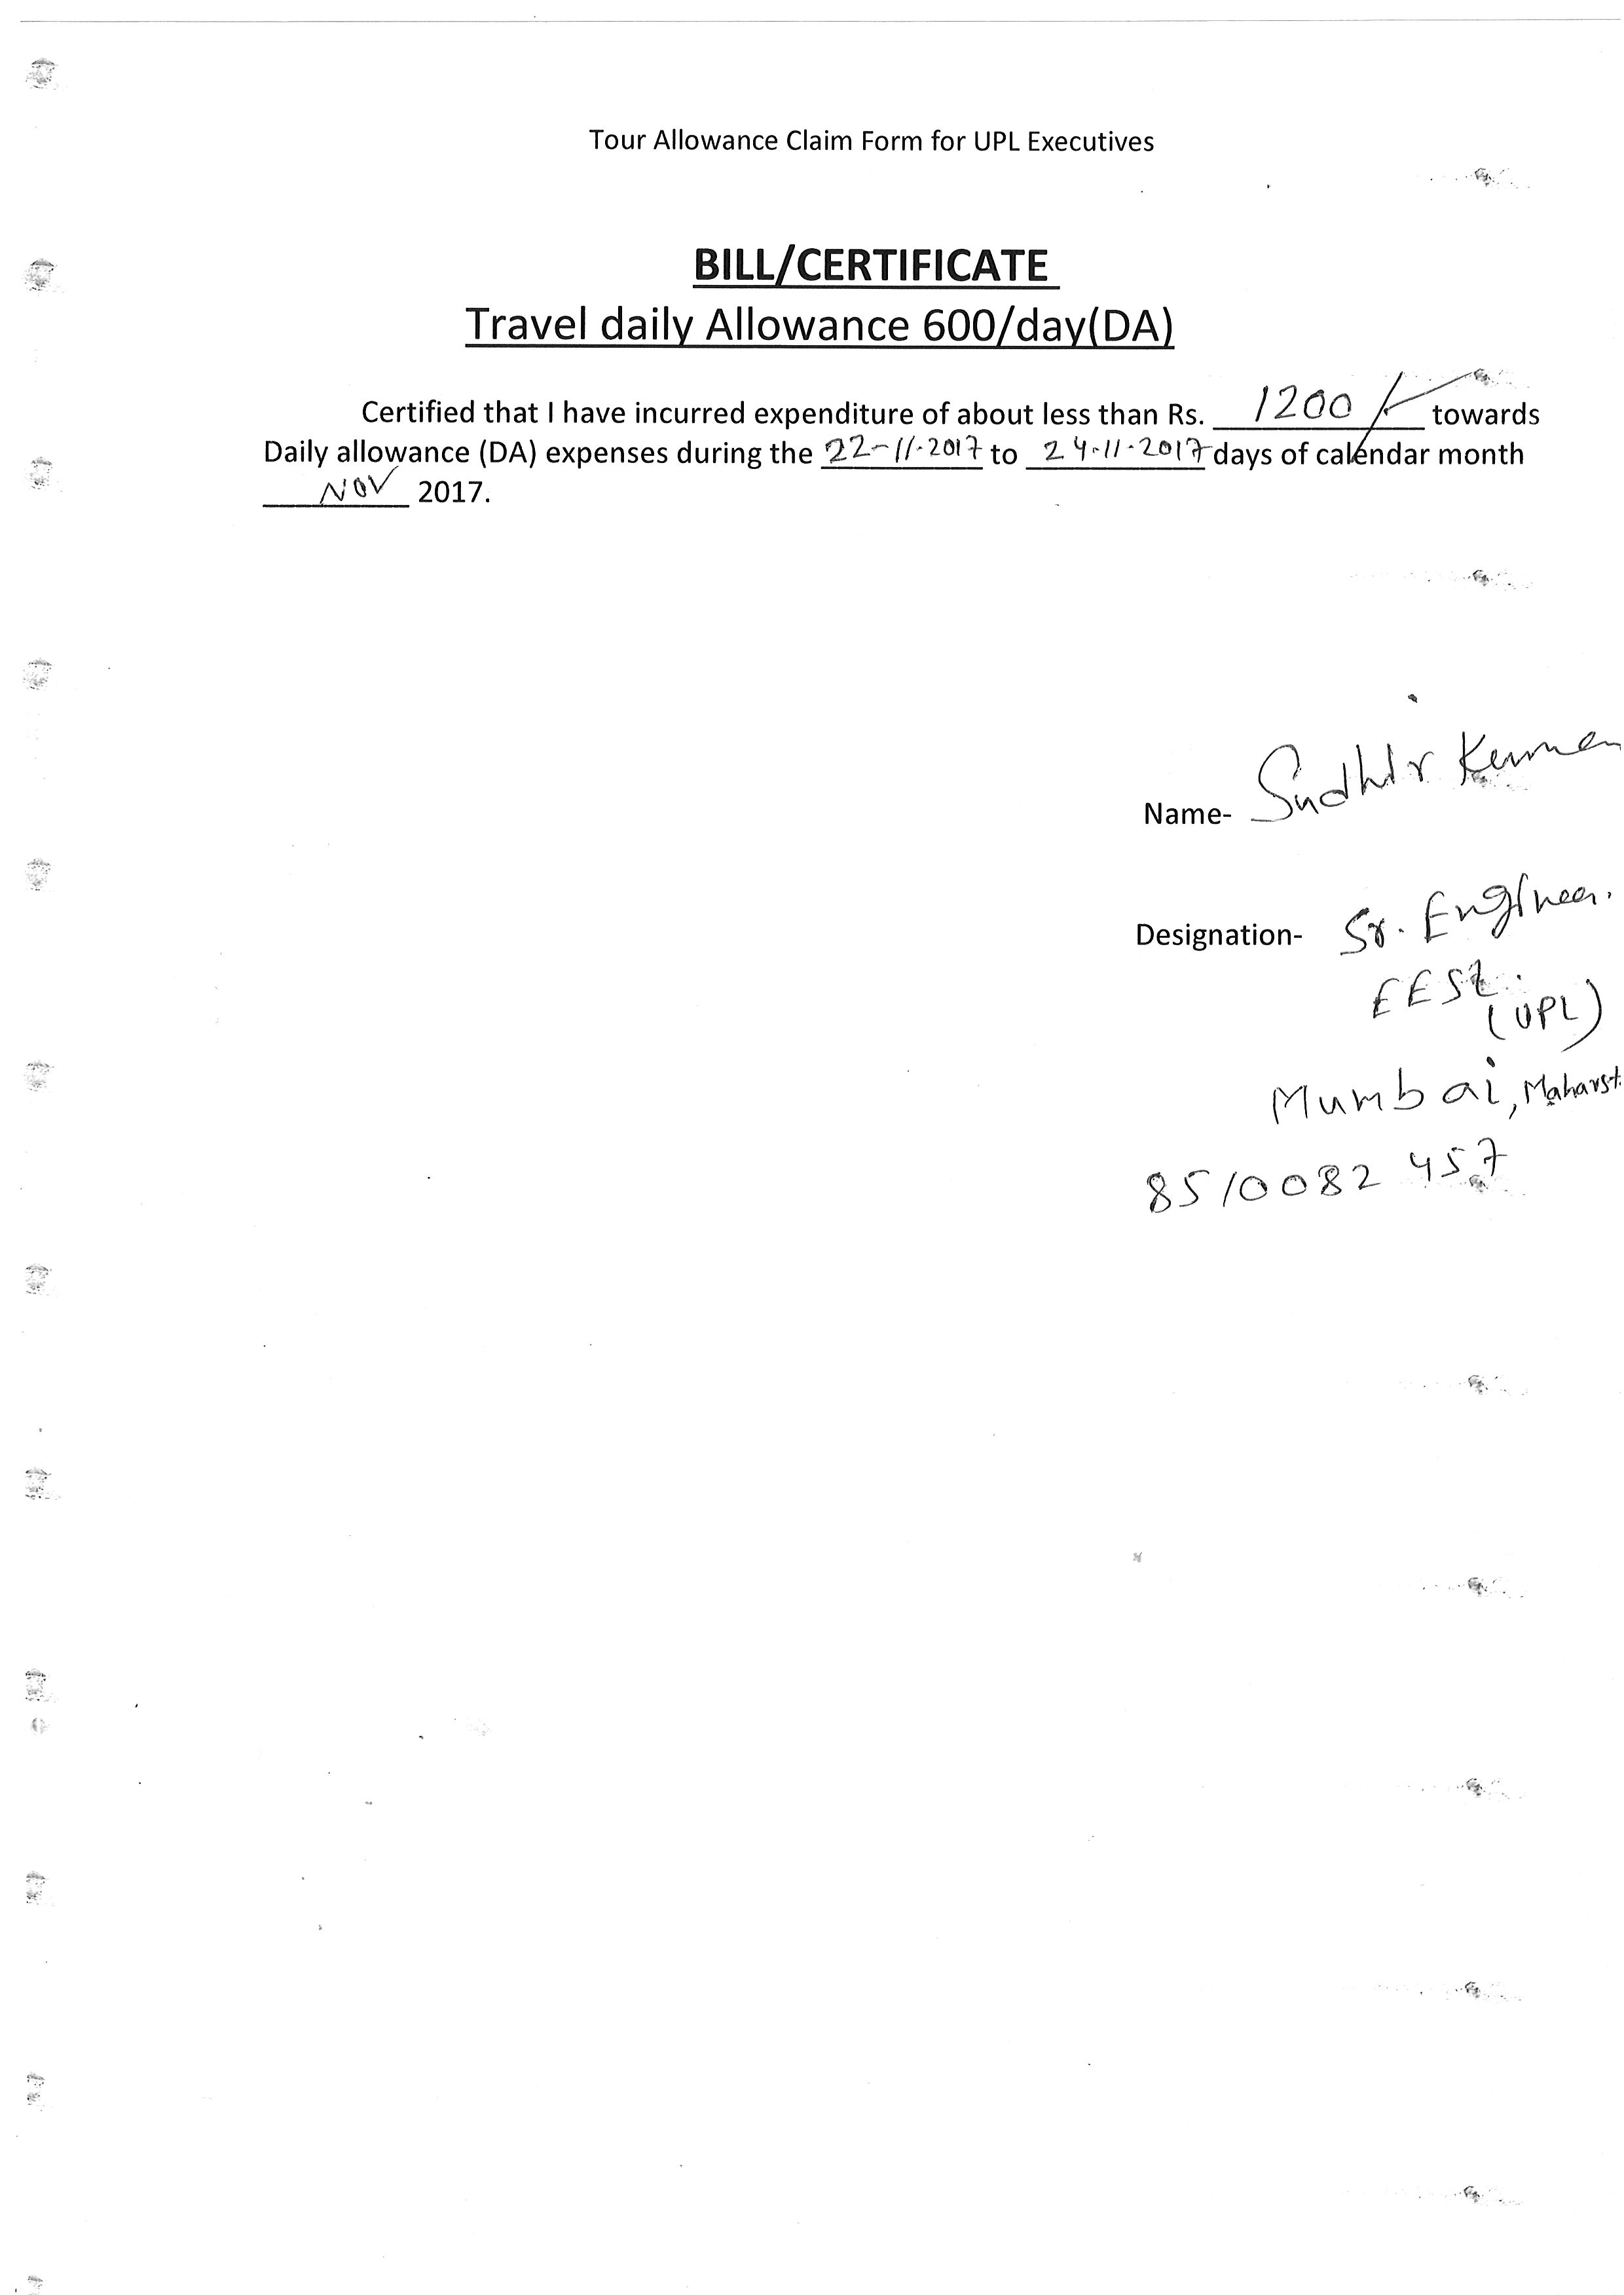 Tour Allowance Claim Form for UPL Executives
BILL/CERTIFICATE
Travel daily Allowance 600/day(DA)
Certified that I have incurred expenditure of about less than Rs. 1200/- towards
Daily allowance (DA) expenses during the 22-11-2017 to 24-11-2017 days of calendar month
NOV 2017.
Name- Sudhir Kumar
Designation- Sr. Engineer.
EESL
(UPL)
Mumbai, Maharst
8510082457